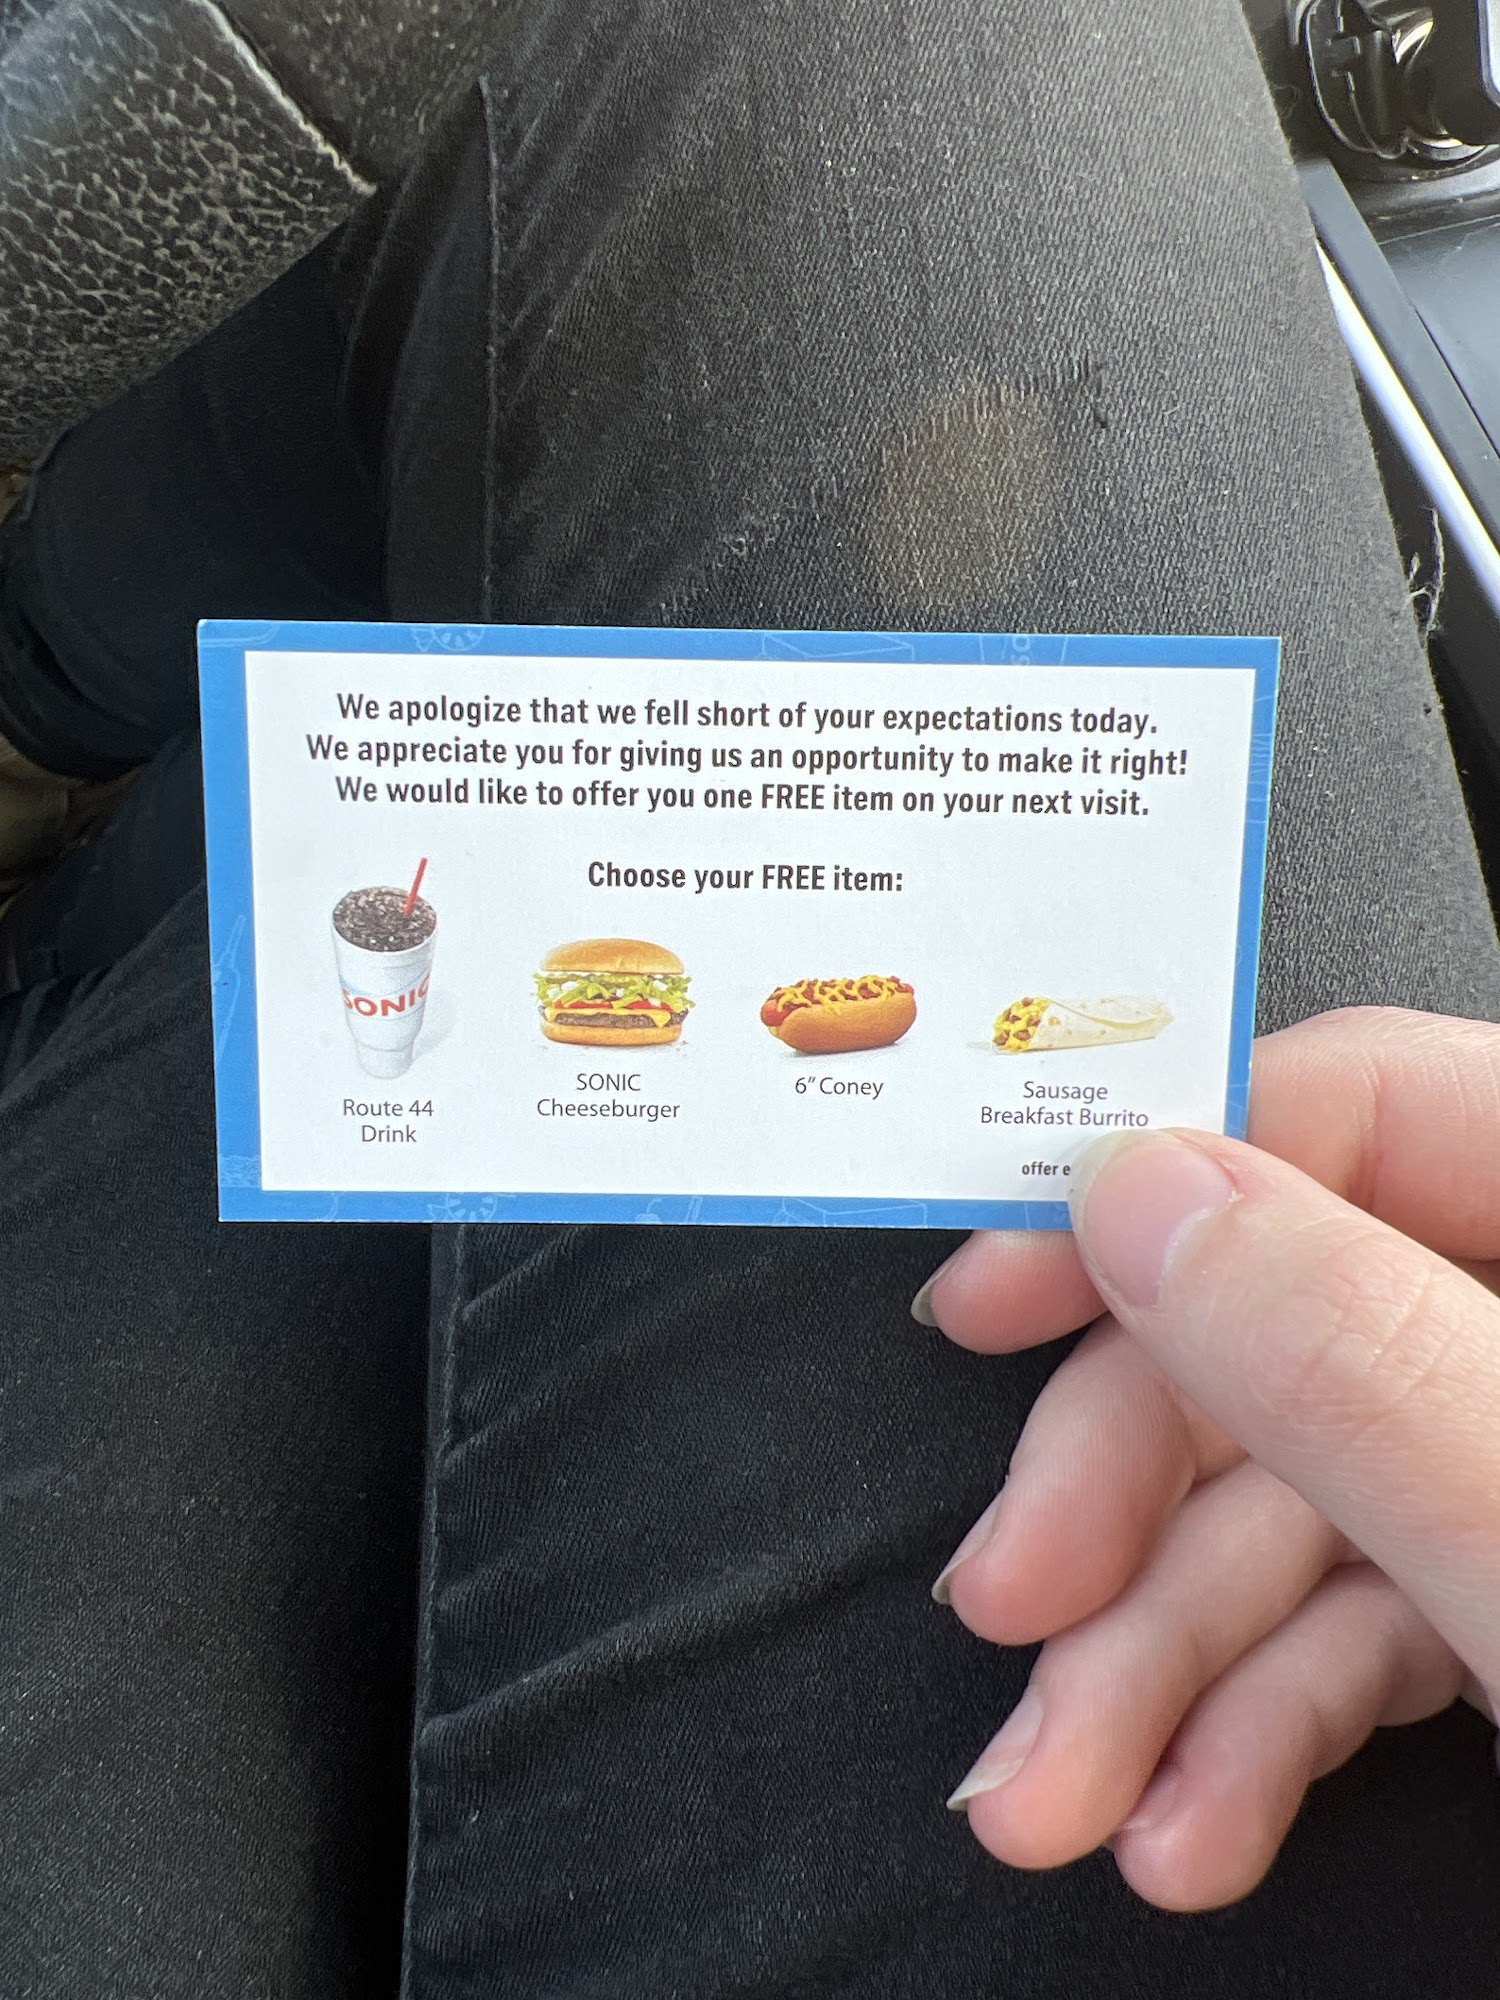 We apologize that we fell short of your expectations today.
We appreciate you for giving us an opportunity to make it right!
We would like to offer you one FREE item on your next visit.
Choose your FREE item:
SONIC
Route 44
Drink
SONIC
Cheeseburger
6" Coney
Sausage
Breakfast Burrito
offer